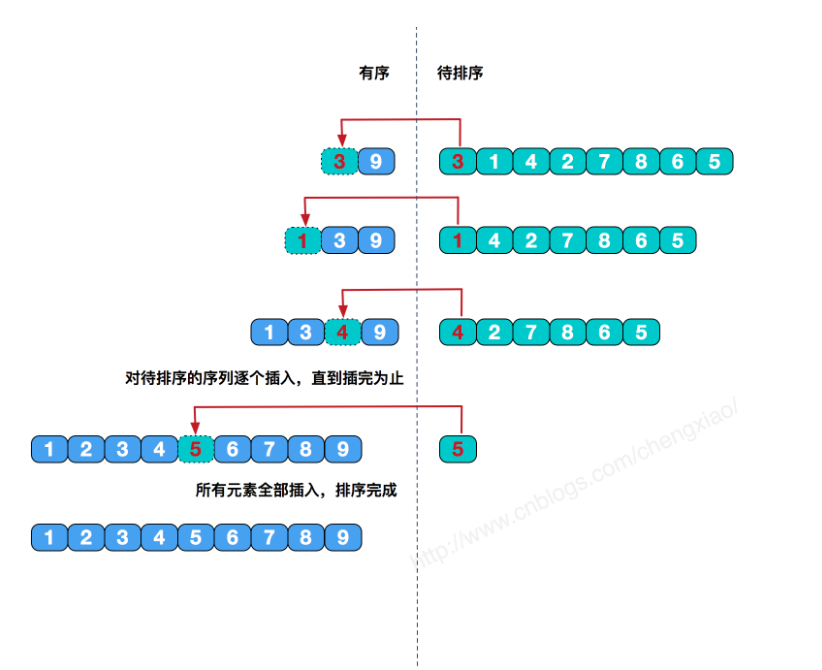 有序 待排序
3 9 3 1 4 2 7 8 6 5
1 3 9 1 4 2 7 8 6 5
1 3 4 9 4 2 7 8 6 5
对待排序的序列逐个插入，直到插完为止
1 2 3 4 5 6 7 8 9 5
所有元素全部插入，排序完成
1 2 3 4 5 6 7 8 9
http://www.cnblogs.com/chengxiao/